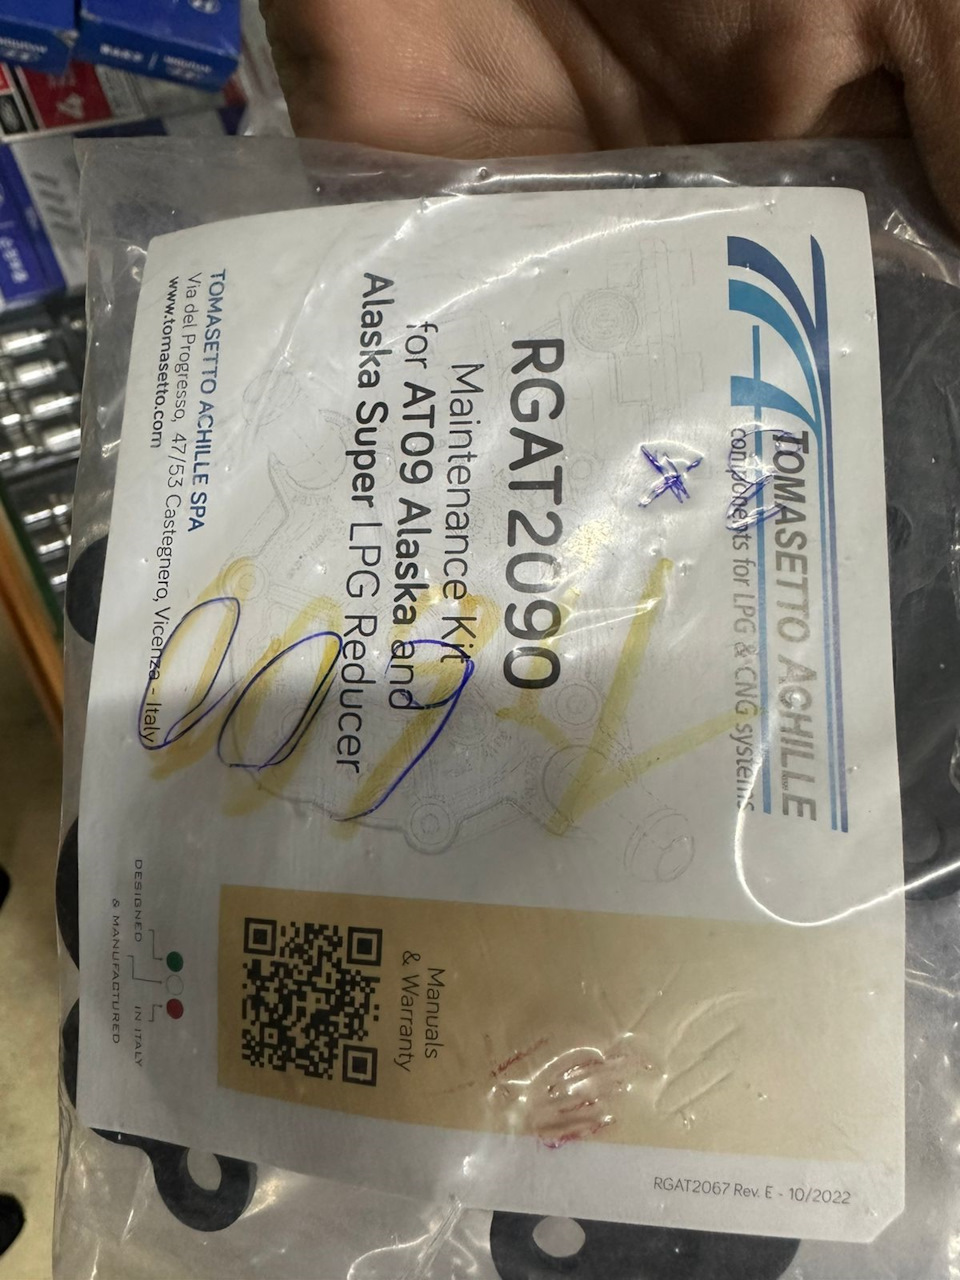 TOMASETTO ACHILLE
components for LPG & CNG systems
RGAT2090
Maintenance Kit
for AT09 Alaska and
Alaska Super LPG Reducer
TOMASETTO ACHILLE SPA
Via del Progresso, 47/53 Castegnero, Vicenza - Italy
www.tomasetto.com
Manuals
& Warranty
DESIGNED IN ITALY
& MANUFACTURED
RGAT2067 Rev. E - 10/2022